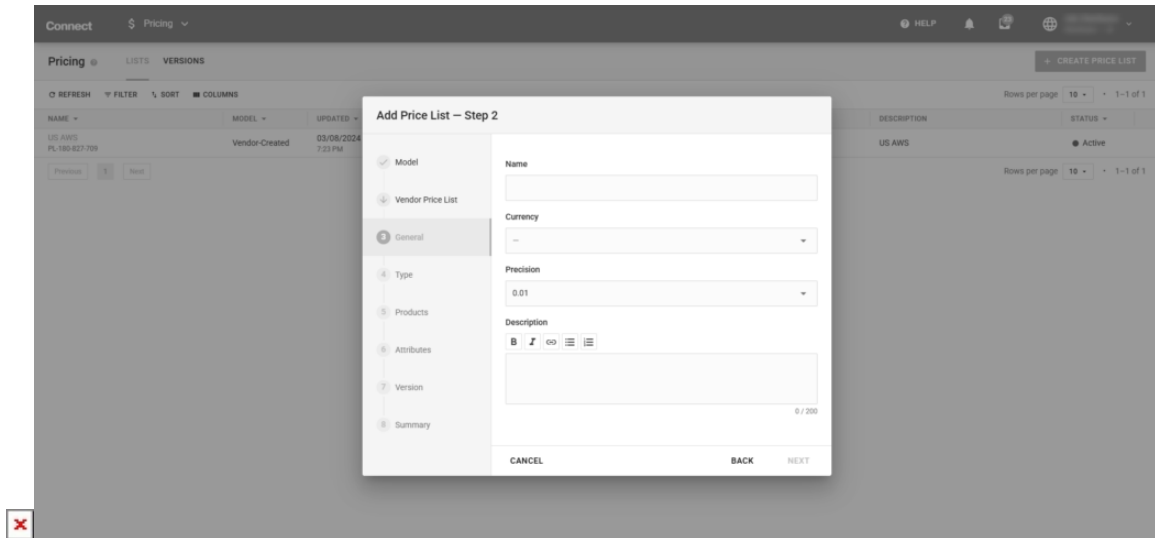 Connect $ Pricing HELP
Pricing LISTS VERSIONS + CREATE PRICE LIST
REFRESH FILTER SORT COLUMNS Rows per page 10 • 1–1 of 1
NAME MODEL UPDATED DESCRIPTION STATUS
US AWS Vendor-Created 03/08/2024 US AWS Active
PL-180-827-709 7:23 PM
Previous 1 Next Rows per page 10 • 1–1 of 1
Add Price List — Step 2
Model
Vendor Price List
3 General
4 Type
5 Products
6 Attributes
7 Version
8 Summary
Name
Currency
—
Precision
0.01
Description
B I
0 / 200
CANCEL BACK NEXT